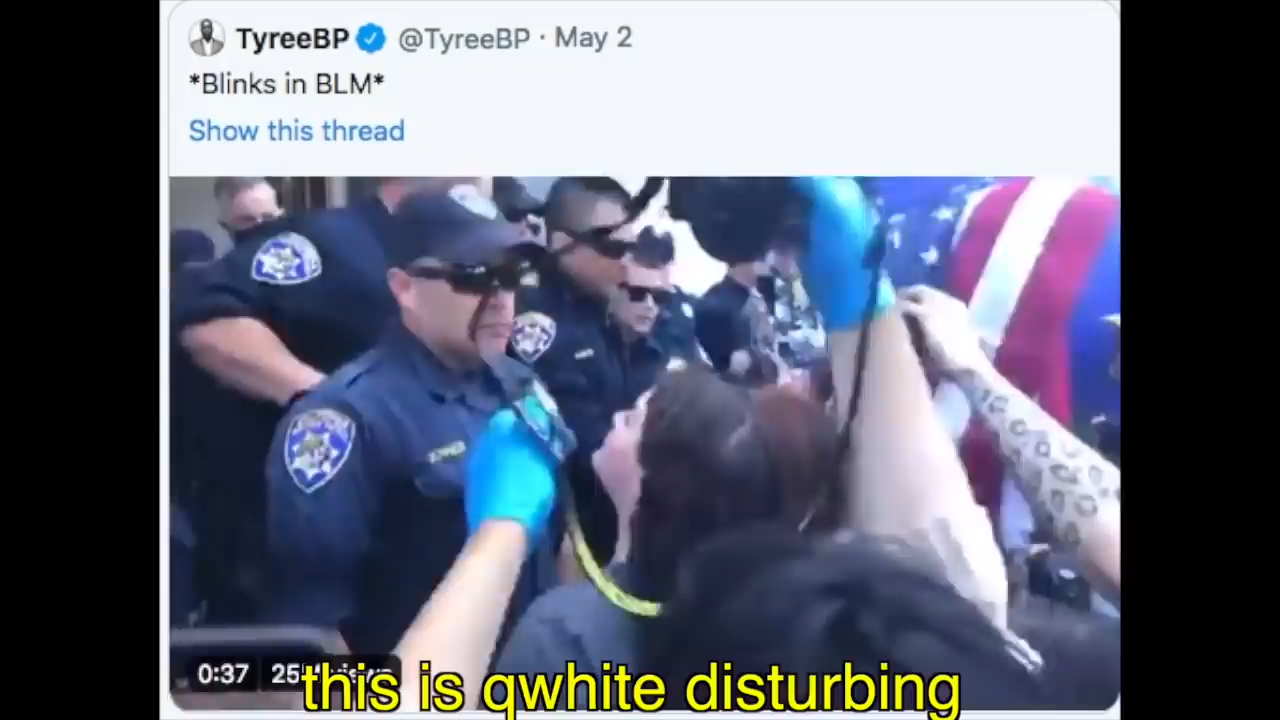 TyreeBP @TyreeBP · May 2
*Blinks in BLM*
Show this thread
0:37
this is qwhite disturbing